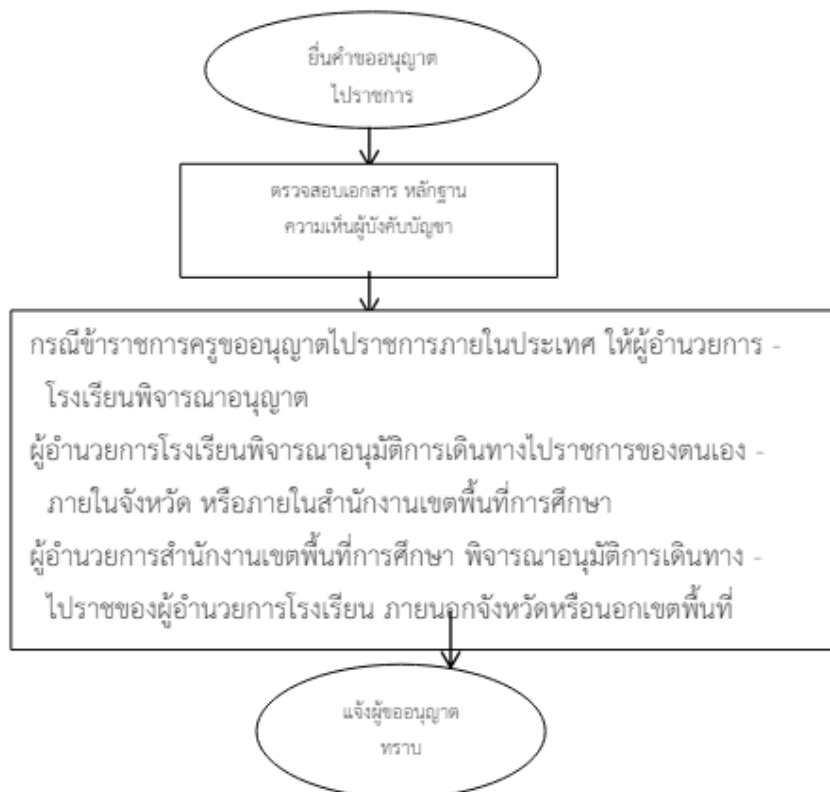 ยื่นคำขออนุญาต
ไปราชการ
ตรวจสอบเอกสาร หลักฐาน
ความเห็นผู้บังคับบัญชา
กรณีข้าราชการครูขออนุญาตไปราชการภายในประเทศ ให้ผู้อำนวยการ -
โรงเรียนพิจารณาอนุญาต
ผู้อำนวยการโรงเรียนพิจารณาอนุมัติการเดินทางไปราชการของตนเอง -
ภายในจังหวัด หรือภายในสำนักงานเขตพื้นที่การศึกษา
ผู้อำนวยการสำนักงานเขตพื้นที่การศึกษา พิจารณาอนุมัติการเดินทาง -
ไปราชของผู้อำนวยการโรงเรียน ภายนอกจังหวัดหรือนอกเขตพื้นที่
แจ้งผู้ขออนุญาต
ทราบ